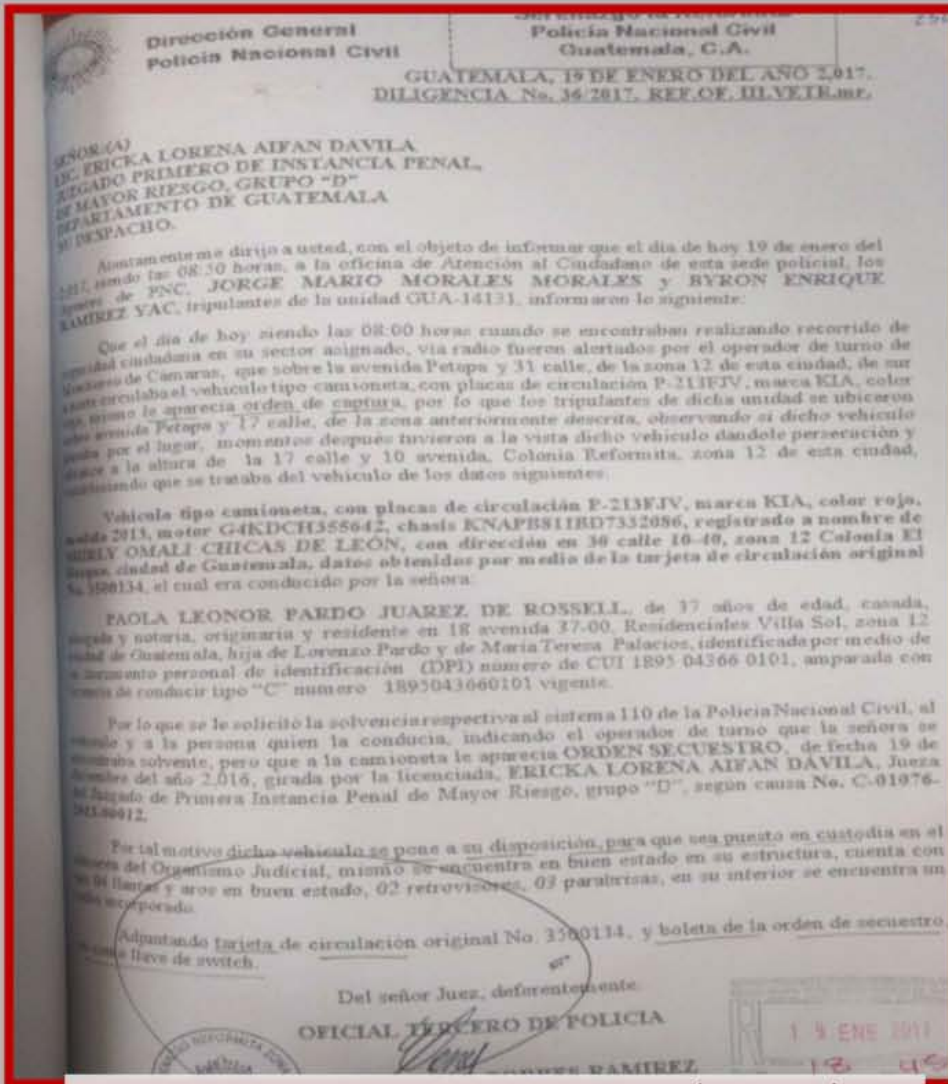 Dirección General
Policia Nacional Civil
Policia Nacional Civil
Guatemala, C.A.
GUATEMALA, 19 DE ENERO DEL AÑO 2,017.
DILIGENCIA No. 36/2017. REF.OF. III.VETR.mr.
SEÑOR:(A)
LIC. ERICKA LORENA AIFAN DAVILA
JUZGADO PRIMERO DE INSTANCIA PENAL,
DE MAYOR RIESGO, GRUPO "D"
DEPARTAMENTO DE GUATEMALA
SU DESPACHO.
Atentamente me dirijo a usted, con el objeto de informar que el día de hoy 19 de enero del
2017, siendo las 08:50 horas, a la oficina de Atención al Ciudadano de esta sede policial, los
de PNC. JORGE MARIO MORALES MORALES y BYRON ENRIQUE
RAMÍREZ YAC, tripulantes de la unidad GUA-14131, informaron lo siguiente:
Que el día de hoy siendo las 08:00 horas cuando se encontraban realizando recorrido de
ciudadana en su sector asignado, vía radio fueron alertados por el operador de turno de
de Cámaras, que sobre la avenida Petapa y 31 calle, de la zona 12 de esta ciudad, de sur
circulaba el vehículo tipo camioneta, con placas de circulación P-213FJV, marca KIA, color
mismo le aparecía orden de captura, por lo que los tripulantes de dicha unidad se ubicaron
avenida Petapa y 17 calle, de la zona anteriormente descrita, observando si dicho vehículo
por el lugar, momentos después tuvieron a la vista dicho vehículo dándole persecución y
a la altura de la 17 calle y 10 avenida, Colonia Reformita, zona 12 de esta ciudad,
que se trataba del vehículo de los datos siguientes:
Vehículo tipo camioneta, con placas de circulación P-213FJV, marca KIA, color rojo,
2013, motor G4KDCH355642, chasis KNAPB811BD7332086, registrado a nombre de
OMALI CHICAS DE LEÓN, con dirección en 30 calle 10-40, zona 12 Colonia El
ciudad de Guatemala, datos obtenidos por medio de la tarjeta de circulación original
No. 3500134, el cual era conducido por la señora:
PAOLA LEONOR PARDO JUAREZ DE ROSSELL, de 37 años de edad, casada,
y notaria, originaria y residente en 18 avenida 37-00, Residenciales Villa Sol, zona 12
de Guatemala, hija de Lorenzo Pardo y de María Teresa Palacios, identificada por medio de
documento personal de identificación (DPI) número de CUI 1895 04366 0101, amparada con
licencia de conducir tipo "C" numero 1895043660101 vigente.
Por lo que se le solicitó la solvencia respectiva al sistema 110 de la Policía Nacional Civil, al
y a la persona quien la conducía, indicando el operador de turno que la señora se
encontraba solvente, pero que a la camioneta le aparecía ORDEN SECUESTRO, de fecha 19 de
del año 2,016, girada por la licenciada, ERICKA LORENA AIFAN DÁVILA, Jueza
del Juzgado de Primera Instancia Penal de Mayor Riesgo, grupo "D", según causa No. C-01076-
Por tal motivo dicho vehículo se pone a su disposición, para que sea puesto en custodia en el
del Organismo Judicial, mismo se encuentra en buen estado en su estructura, cuenta con
04 llantas y aros en buen estado, 02 retrovisores, 03 parabrisas, en su interior se encuentra un
incorporado.
Adjuntando tarjeta de circulación original No. 3500134, y boleta de la orden de secuestro,
llave de switch.
Del señor Juez, deferentemente
OFICIAL TERCERO DE POLICIA
RAMIREZ
19 ENE 2017
18 45